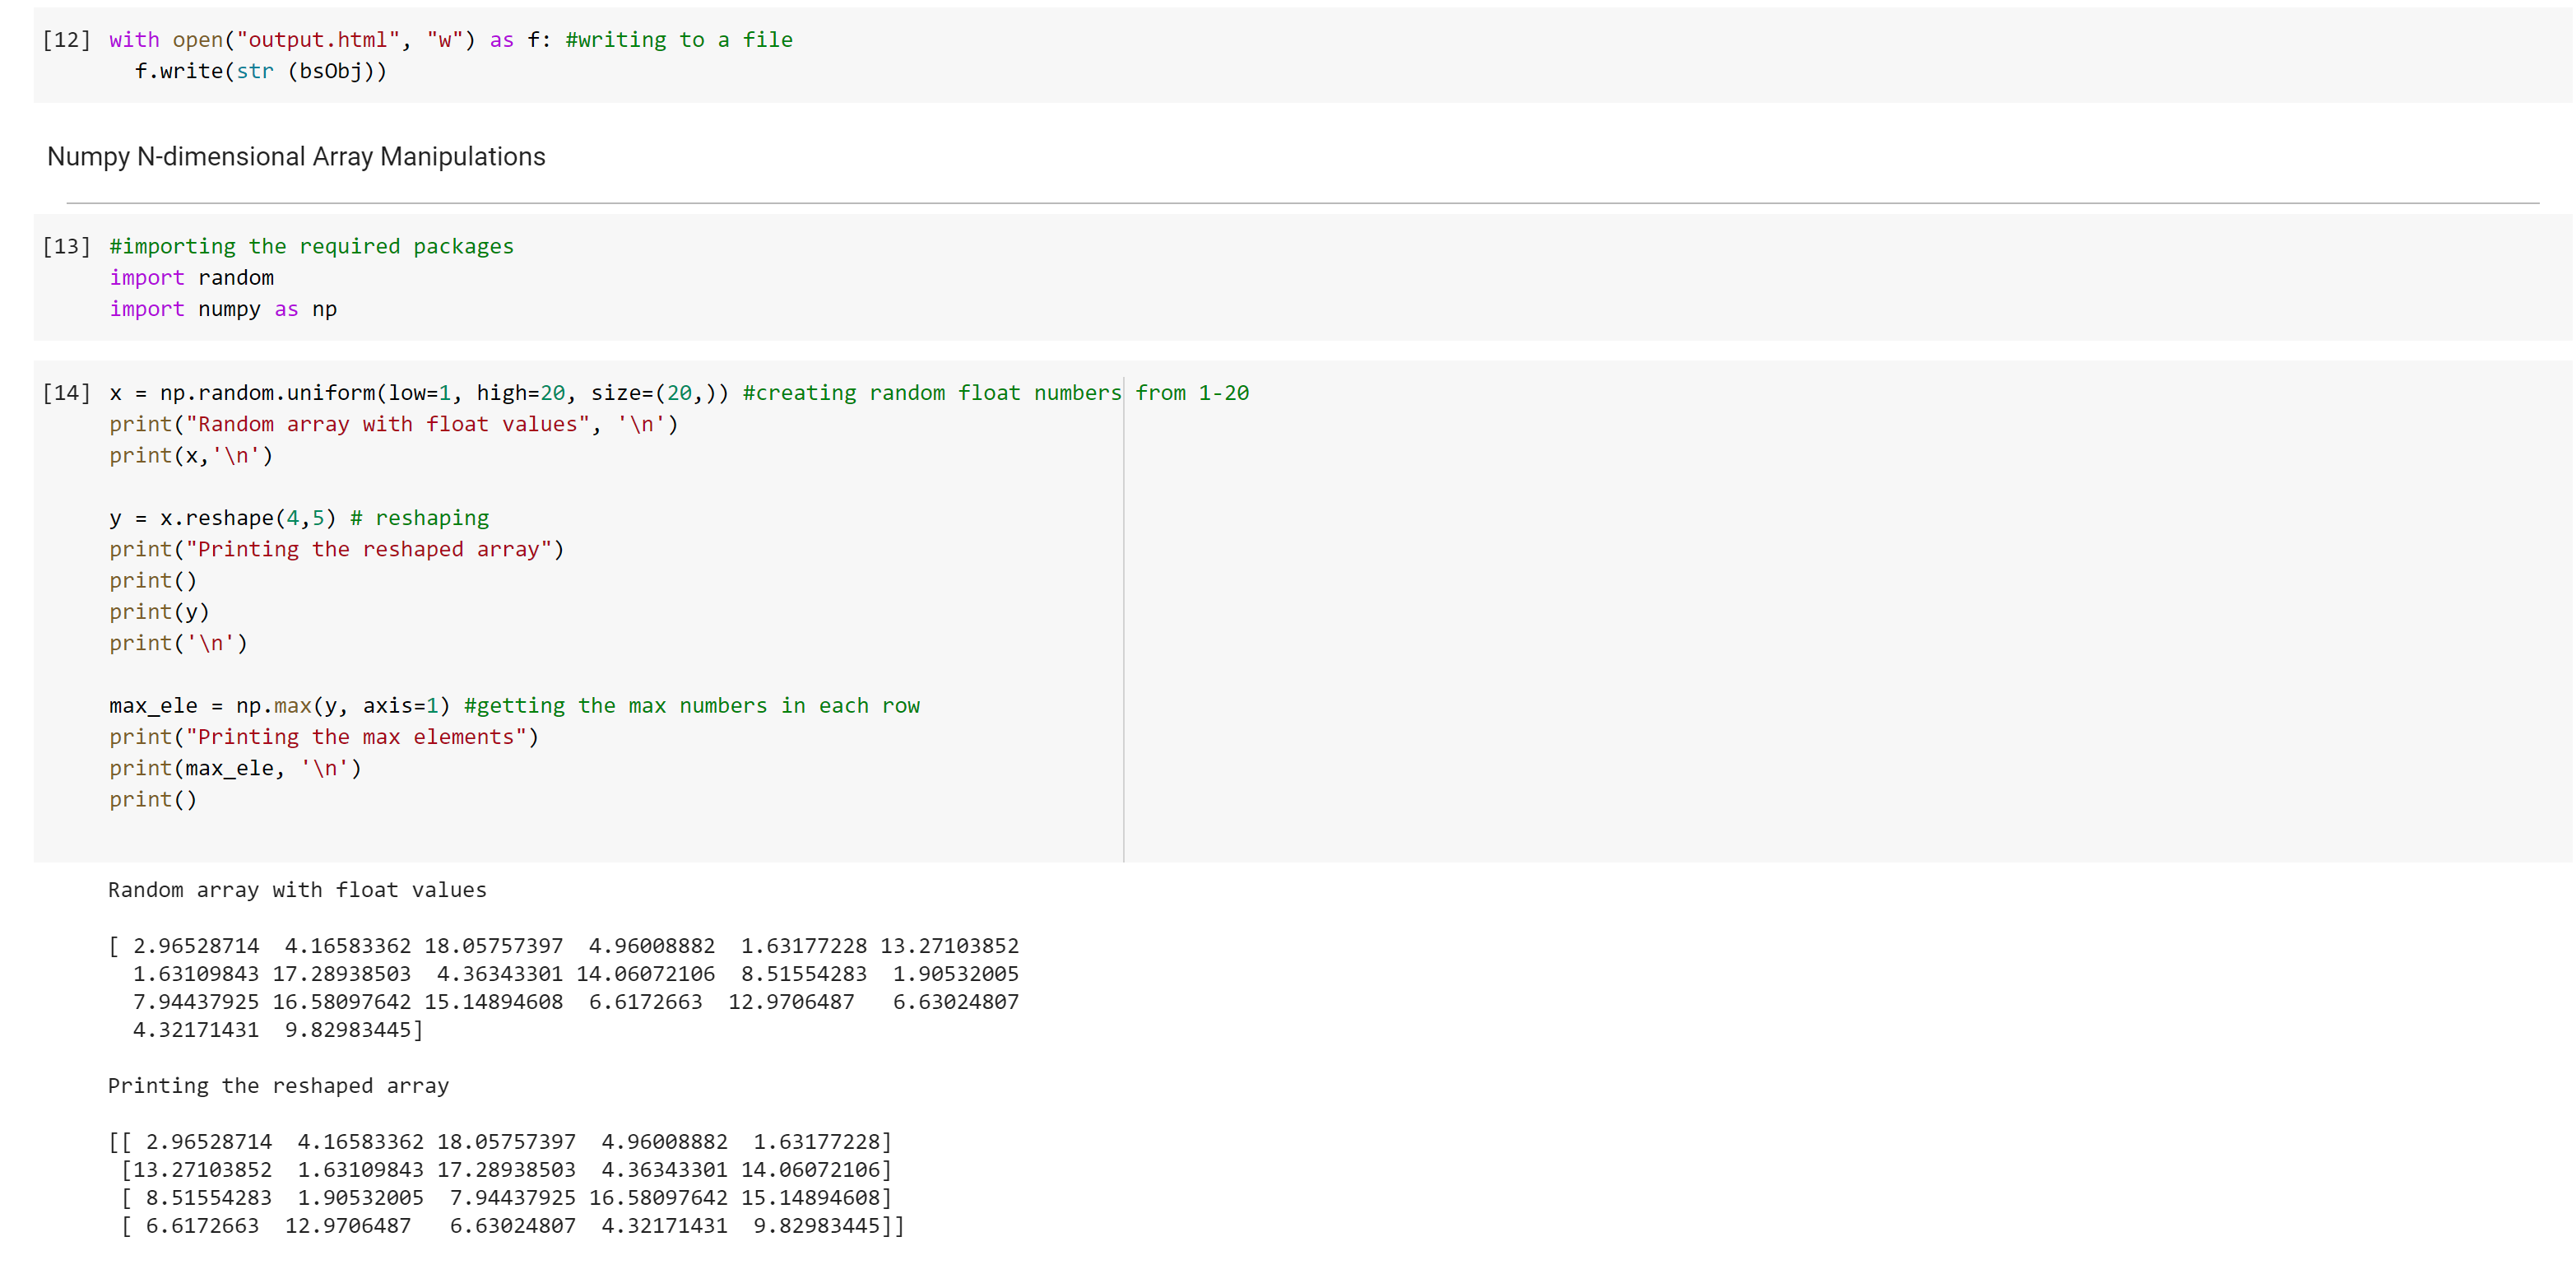 [12] with open("output.html", "w") as f: #writing to a file
f.write(str (bsObj))
Numpy N-dimensional Array Manipulations
[13] #importing the required packages
import random
import numpy as np
[14] x = np.random.uniform(low=1, high=20, size=(20,)) #creating random float numbers from 1-20
print("Random array with float values", '\n')
print(x,'\n')
y = x.reshape(4,5) # reshaping
print("Printing the reshaped array")
print()
print(y)
print('\n')
max_ele = np.max(y, axis=1) #getting the max numbers in each row
print("Printing the max elements")
print(max_ele, '\n')
print()
Random array with float values
[ 2.96528714  4.16583362 18.05757397  4.96008882  1.63177228 13.27103852
1.63109843 17.28938503  4.36343301 14.06072106  8.51554283  1.90532005
7.94437925 16.58097642 15.14894608  6.6172663  12.9706487   6.63024807
4.32171431  9.82983445]
Printing the reshaped array
[[ 2.96528714  4.16583362 18.05757397  4.96008882  1.63177228]
[13.27103852  1.63109843 17.28938503  4.36343301 14.06072106]
[ 8.51554283  1.90532005  7.94437925 16.58097642 15.14894608]
[ 6.6172663  12.9706487   6.63024807  4.32171431  9.82983445]]